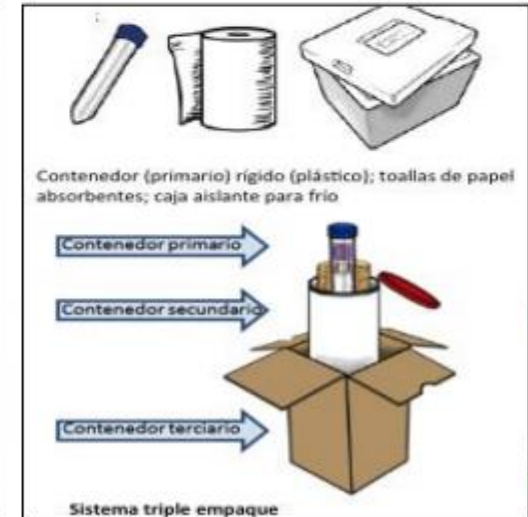 Contenedor (primario) rígido (plástico); toallas de papel
absorbentes; caja aislante para frío
Contenedor primario
Contenedor secundario
Contenedor terciario
Sistema triple empaque